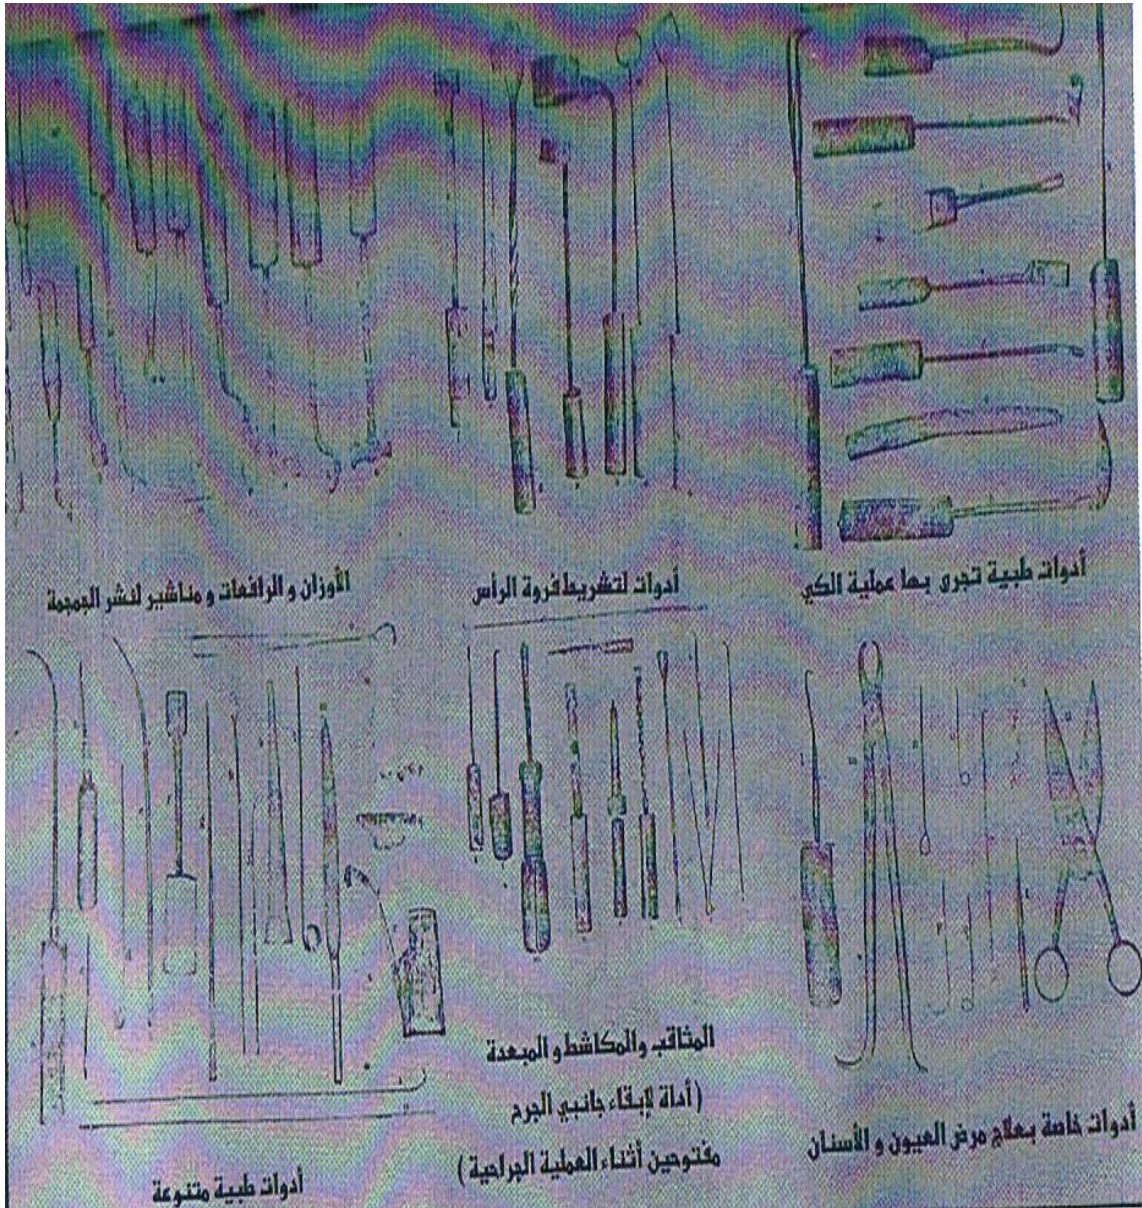 أدوات طبية تجرى بها عملية الكي
أدوات لتشريط فروة الرأس
الأوزان و الرافعات و مناشير لنشر الجمجمة
أدوات خاصة بعلاج مرض العيون و الأسنان
المثاقب والمكاشط و المبعدة
( أداة لإبقاء جانبي الجرح
مفتوحين أثناء العملية الجراحية )
أدوات طبية متنوعة